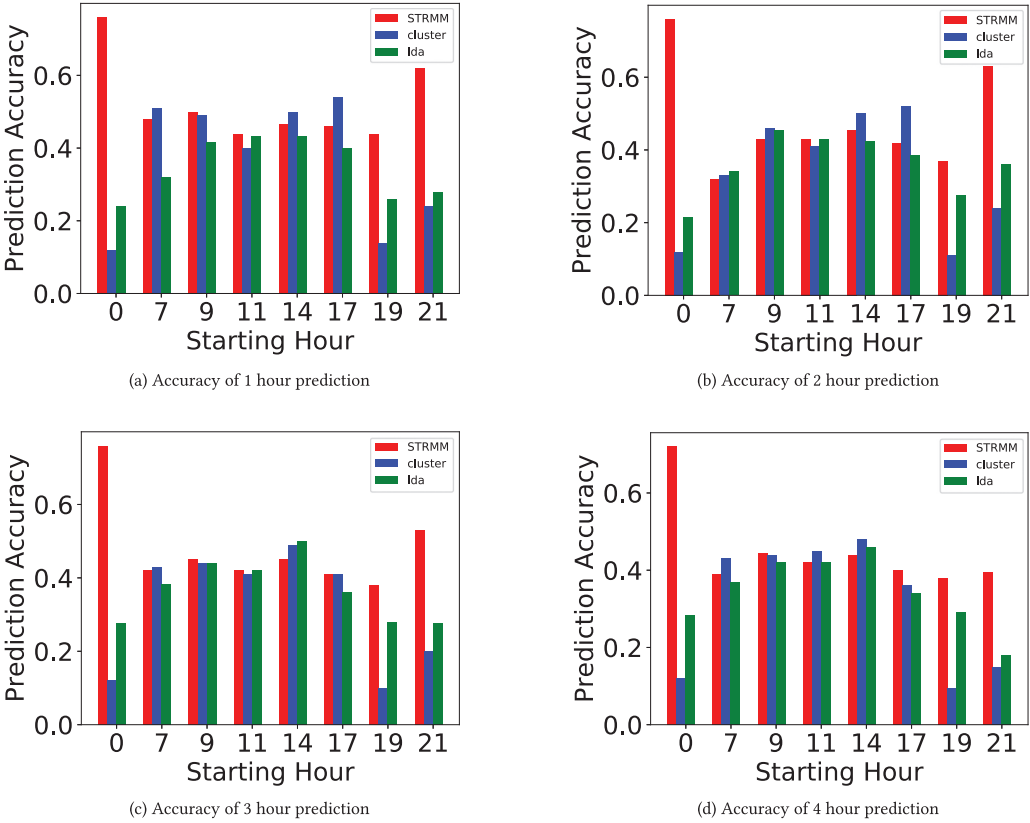 STRMM
cluster
lda
Prediction Accuracy
0.6
0.4
0.2
0.0
0 7 9 11 14 17 19 21
Starting Hour
(a) Accuracy of 1 hour prediction
STRMM
cluster
lda
Prediction Accuracy
0.6
0.4
0.2
0.0
0 7 9 11 14 17 19 21
Starting Hour
(b) Accuracy of 2 hour prediction
STRMM
cluster
lda
Prediction Accuracy
0.6
0.4
0.2
0.0
0 7 9 11 14 17 19 21
Starting Hour
(c) Accuracy of 3 hour prediction
STRMM
cluster
lda
Prediction Accuracy
0.6
0.4
0.2
0.0
0 7 9 11 14 17 19 21
Starting Hour
(d) Accuracy of 4 hour prediction